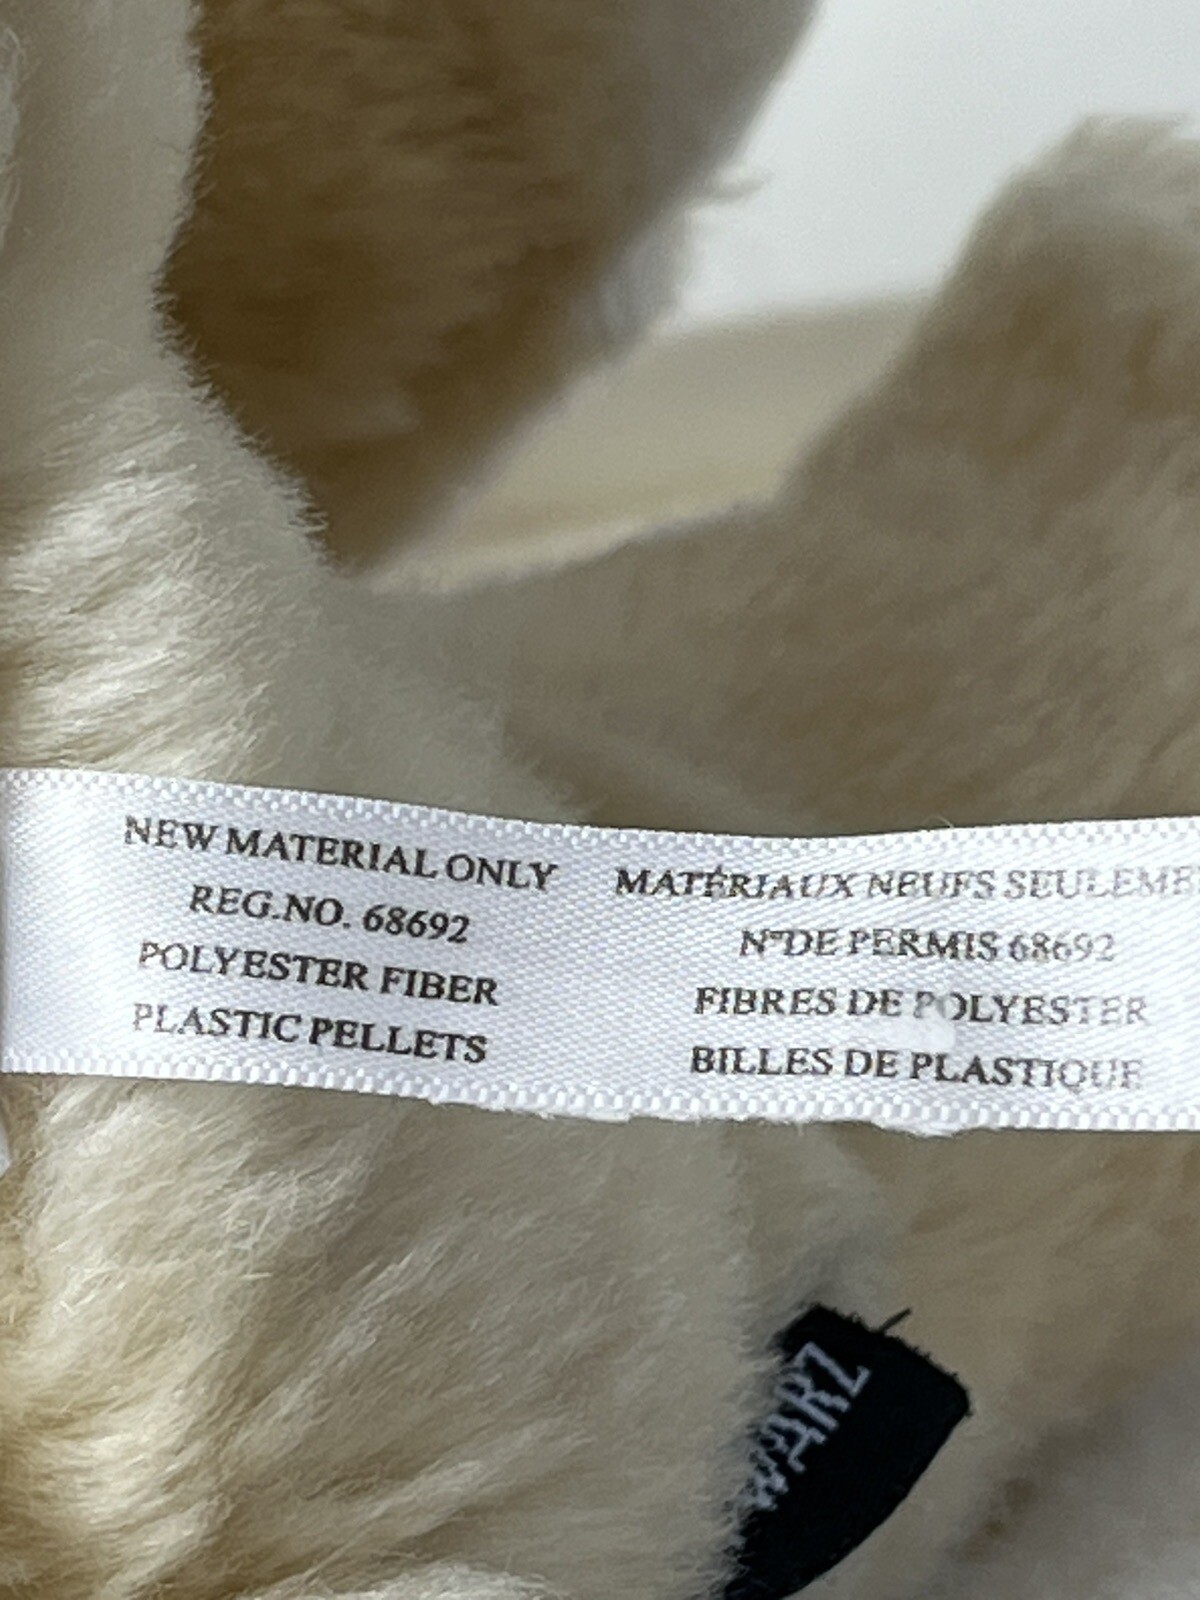 NEW MATERIAL ONLY
REG.NO. 68692
POLYESTER FIBER
PLASTIC PELLETS
MATÉRIAUX NEUFS SEULEME
N°DE PERMIS 68692
FIBRES DE POLYESTER
BILLES DE PLASTIQUE
WARZ